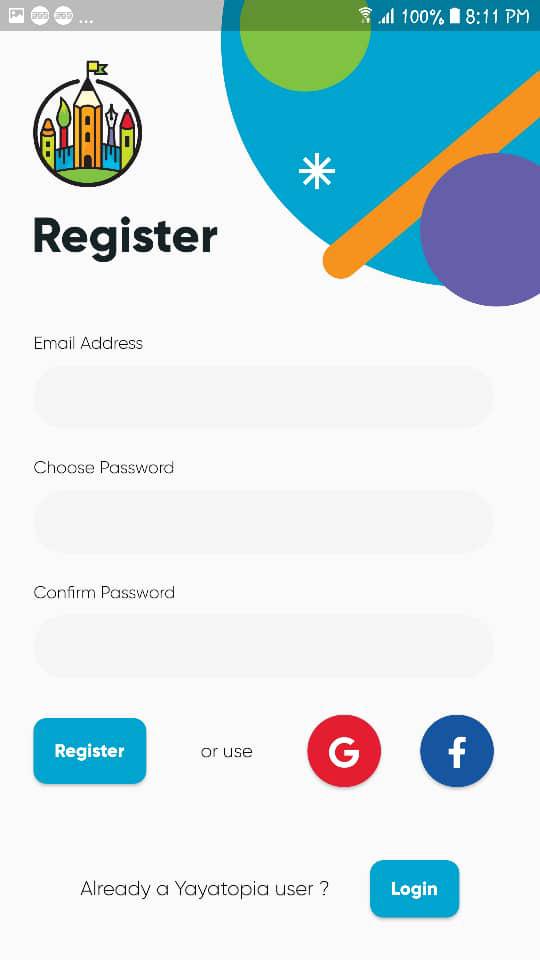 ... 100% 8:11 PM
Register
Email Address
Choose Password
Confirm Password
Register or use G f
Already a Yayatopia user ? Login